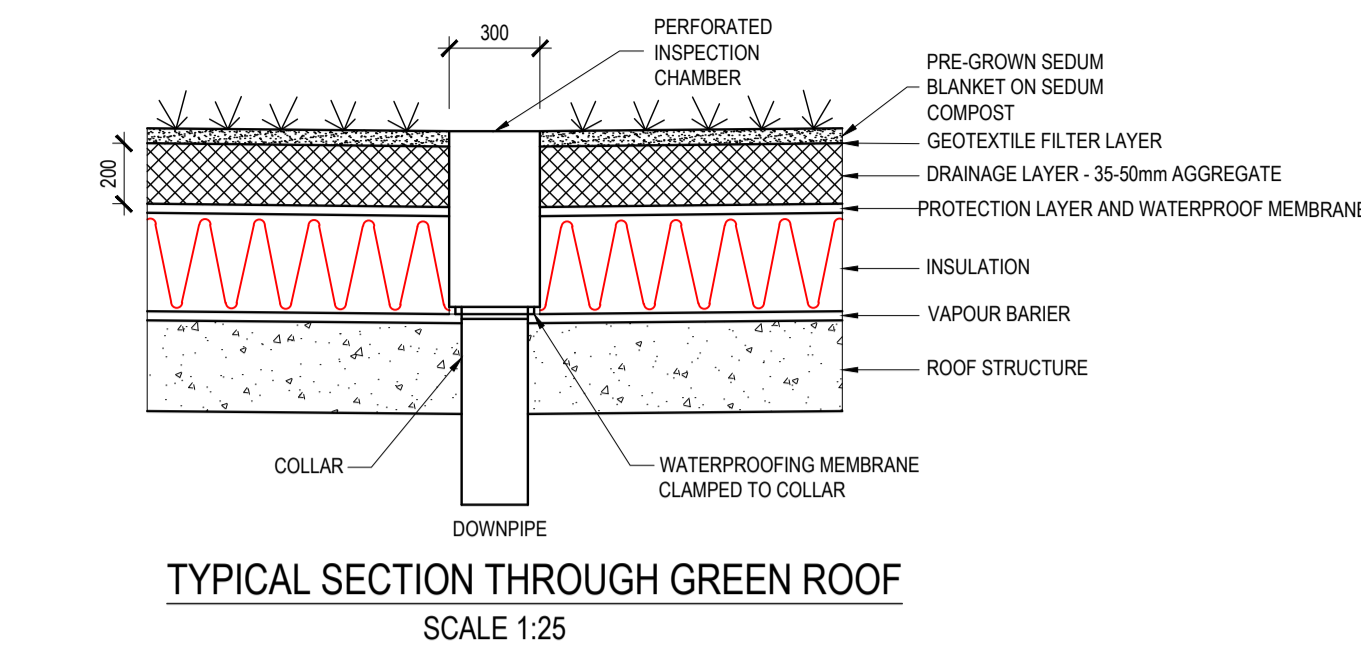 300
PERFORATED
INSPECTION
CHAMBER
PRE-GROWN SEDUM
BLANKET ON SEDUM
COMPOST
GEOTEXTILE FILTER LAYER
200
DRAINAGE LAYER - 35-50mm AGGREGATE
PROTECTION LAYER AND WATERPROOF MEMBRANE
INSULATION
VAPOUR BARIER
ROOF STRUCTURE
COLLAR
WATERPROOFING MEMBRANE
CLAMPED TO COLLAR
DOWNPIPE
TYPICAL SECTION THROUGH GREEN ROOF
SCALE 1:25